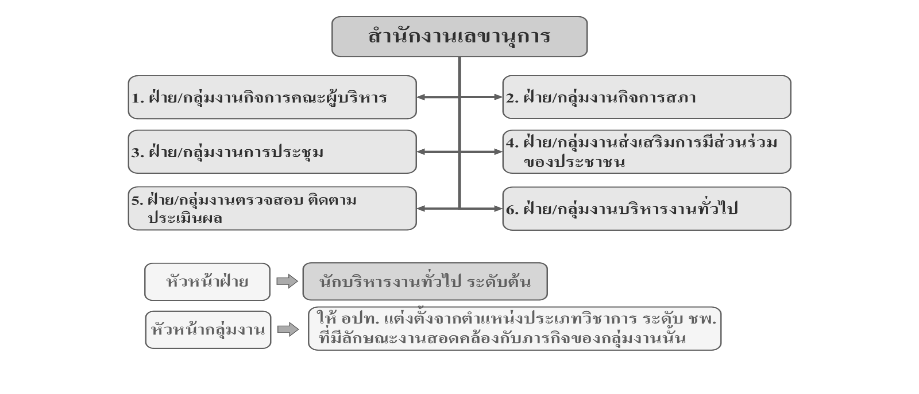 สำนักงานเลขานุการ
1. ฝ่าย/กลุ่มงานกิจการคณะผู้บริหาร
2. ฝ่าย/กลุ่มงานกิจการสภา
3. ฝ่าย/กลุ่มงานการประชุม
4. ฝ่าย/กลุ่มงานส่งเสริมการมีส่วนร่วม
ของประชาชน
5. ฝ่าย/กลุ่มงานตรวจสอบ ติดตาม
ประเมินผล
6. ฝ่าย/กลุ่มงานบริหารงานทั่วไป
หัวหน้าฝ่าย
นักบริหารงานทั่วไป ระดับต้น
หัวหน้ากลุ่มงาน
ให้ อปท. แต่งตั้งจากตำแหน่งประเภทวิชาการ ระดับ ชพ.
ที่มีลักษณะงานสอดคล้องกับภารกิจของกลุ่มงานนั้น